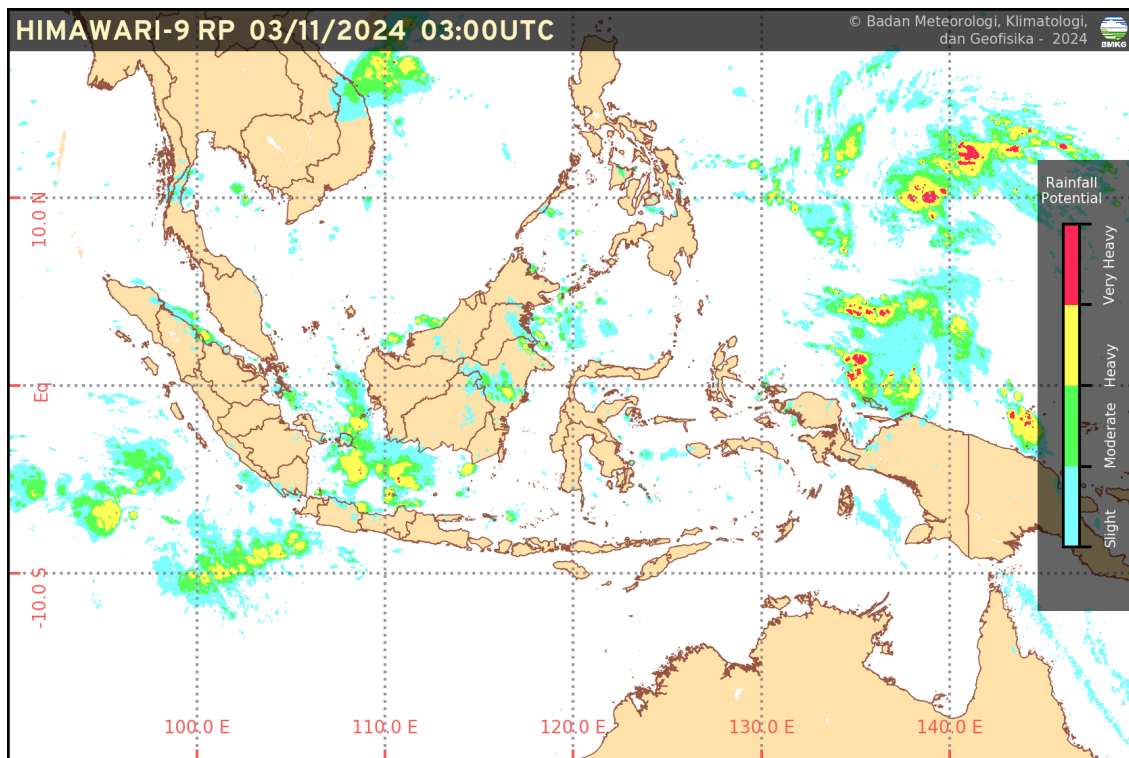 HIMAWARI-9 RP 03/11/2024 03:00UTC
© Badan Meteorologi, Klimatologi,
dan Geofisika - 2024
BMKG
Rainfall
Potential
Very Heavy
Heavy
Moderate
Slight
10.0 N
Eq
-10.0 S
100.0 E
110.0 E
120.0 E
130.0 E
140.0 E